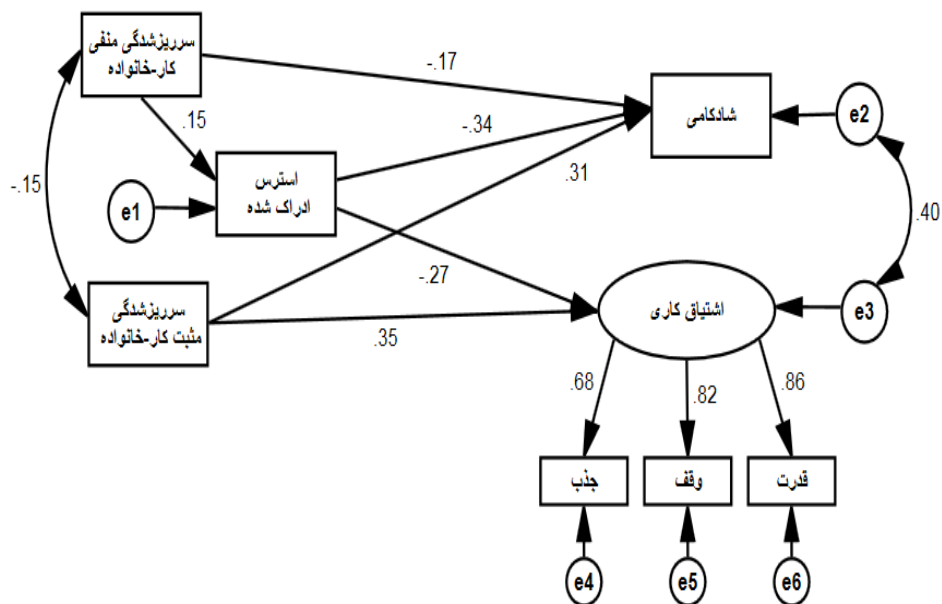 سرریزشدگی منفی
کار-خانواده
-.17
شادکامی
e2
.15
-.34
استرس
ادراک شده
.31
-.15
e1
.40
-.27
سرریزشدگی
مثبت کار-خانواده
.35
اشتیاق کاری
e3
.68
.82
.86
جذب
وقف
قدرت
e4
e5
e6